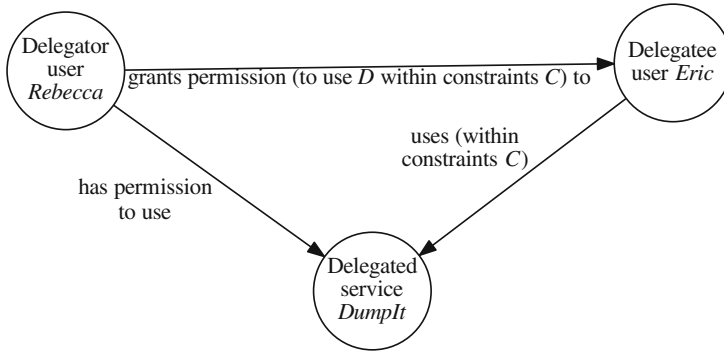 Delegator
user
Rebecca
grants permission (to use D within constraints C) to
Delegatee
user Eric
uses (within
constraints C)
has permission
to use
Delegated
service
DumpIt